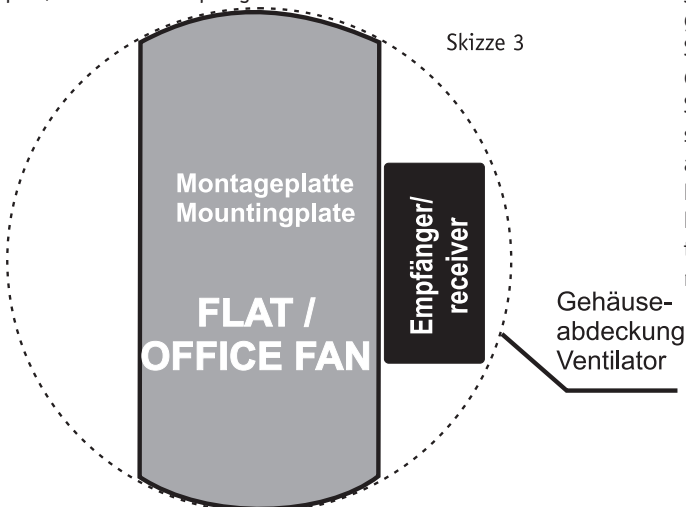 Skizze 3
Montageplatte
Mountingplate
FLAT /
OFFICE FAN
Empfänger/
receiver
Gehäuse-
abdeckung
Ventilator